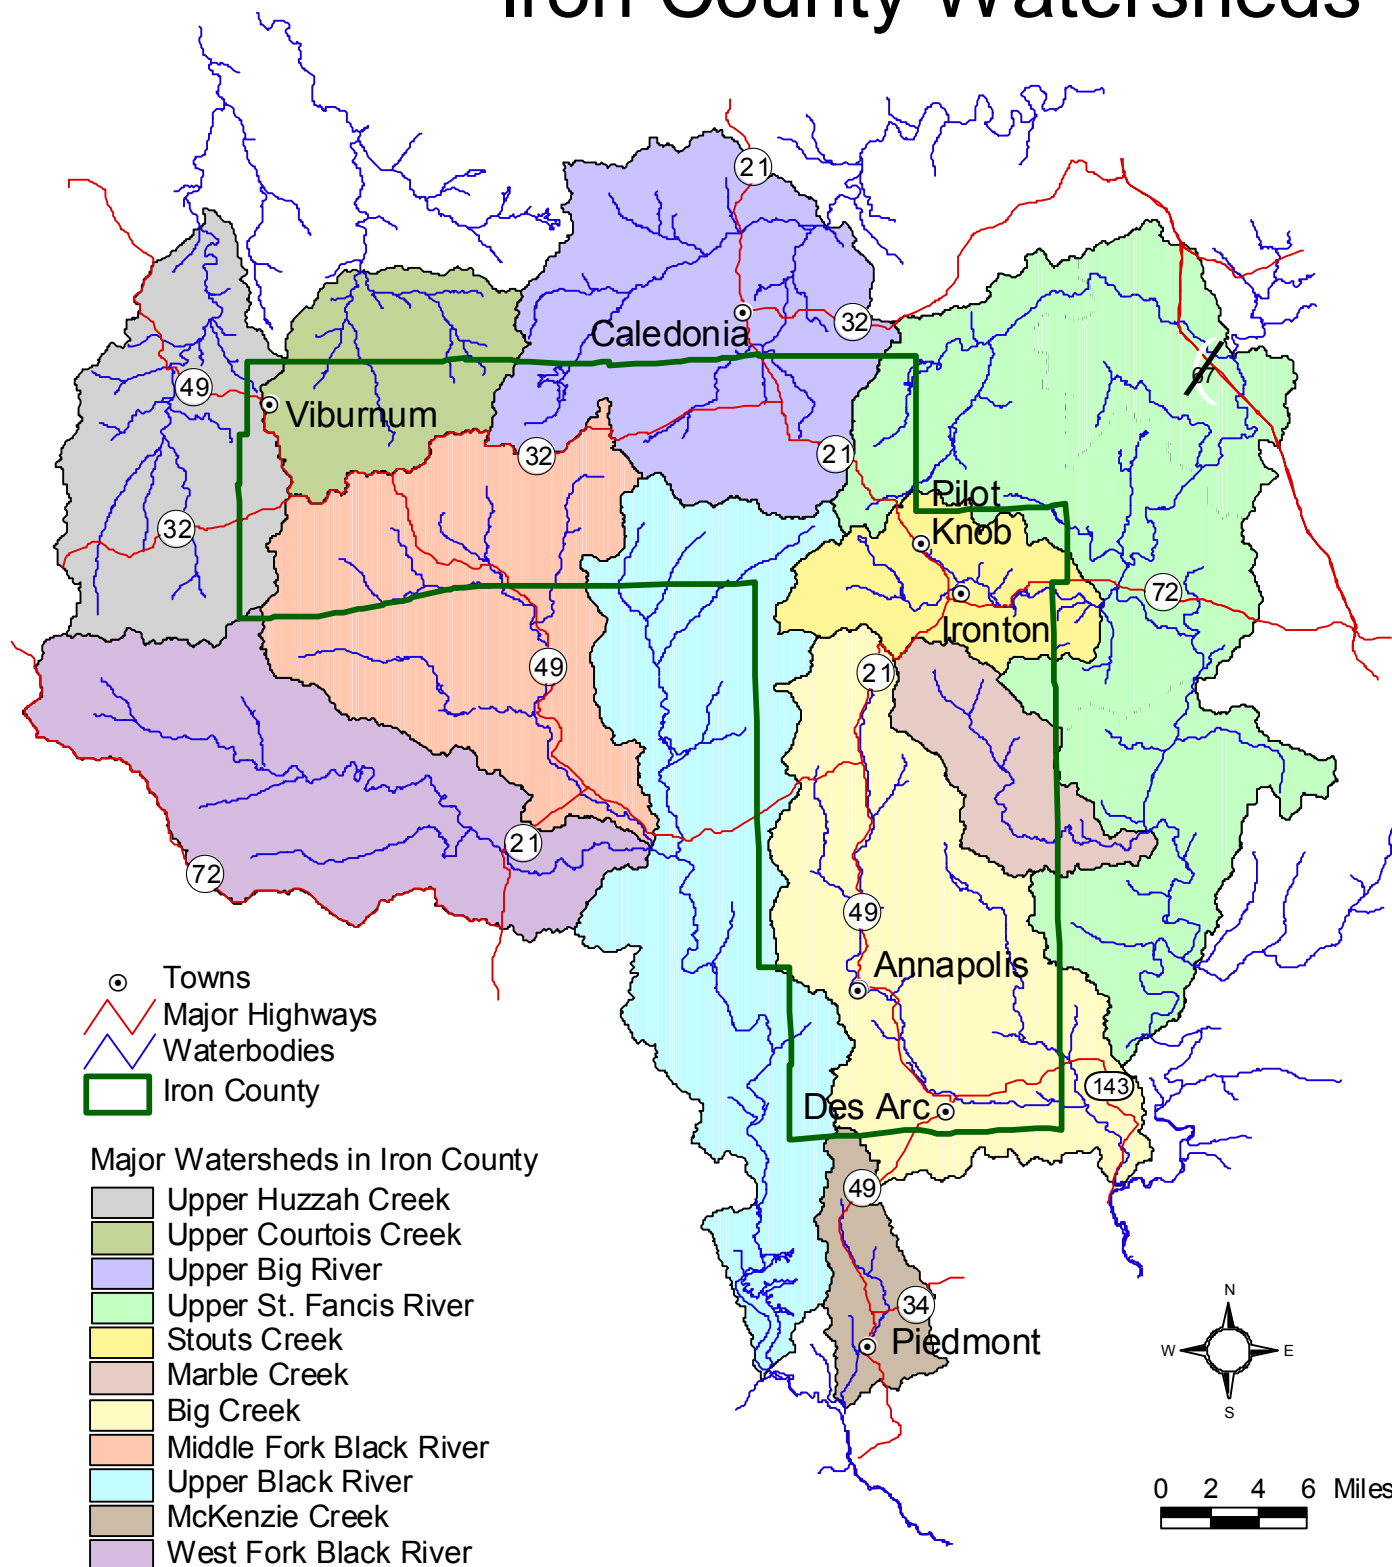 Iron County Watersheds
21
Caledonia
32
67
49
Viburnum
32
21
Pilot
Knob
32
72
Ironton
49
21
21
72
49
Annapolis
Towns
Major Highways
Waterbodies
Iron County
143
Des Arc
Major Watersheds in Iron County
49
Upper Huzzah Creek
Upper Courtois Creek
Upper Big River
Upper St. Fancis River
34
Stouts Creek
Piedmont
Marble Creek
Big Creek
Middle Fork Black River
Upper Black River
McKenzie Creek
West Fork Black River
N
W E
S
0 2 4 6 Miles